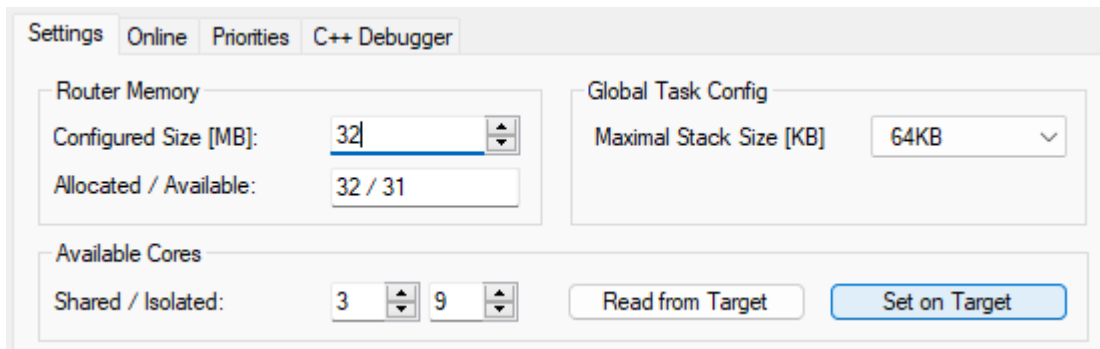 Settings Online Priorities C++ Debugger
Router Memory
Configured Size [MB]: 32
Allocated / Available: 32 / 31
Global Task Config
Maximal Stack Size [KB] 64KB
Available Cores
Shared / Isolated: 3 9 Read from Target Set on Target